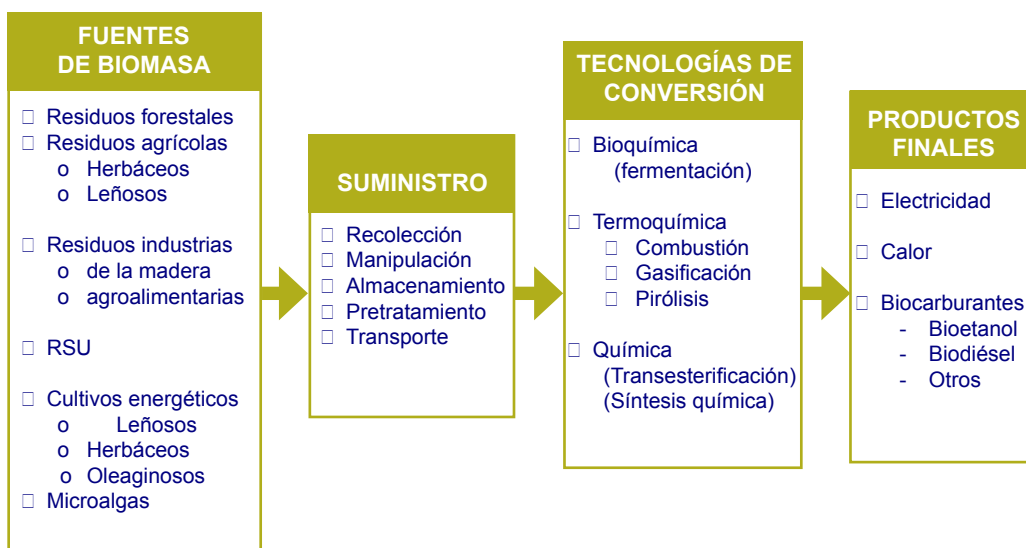 FUENTES
DE BIOMASA
□ Residuos forestales
□ Residuos agrícolas
o Herbáceos
o Leñosos
□ Residuos industrias
o de la madera
o agroalimentarias
□ RSU
□ Cultivos energéticos
o Leñosos
o Herbáceos
o Oleaginosos
□ Microalgas
SUMINISTRO
□ Recolección
□ Manipulación
□ Almacenamiento
□ Pretratamiento
□ Transporte
TECNOLOGÍAS DE
CONVERSIÓN
□ Bioquímica
(fermentación)
□ Termoquímica
□ Combustión
□ Gasificación
□ Pirólisis
□ Química
(Transesterificación)
(Síntesis química)
PRODUCTOS
FINALES
□ Electricidad
□ Calor
□ Biocarburantes
- Bioetanol
- Biodiésel
- Otros